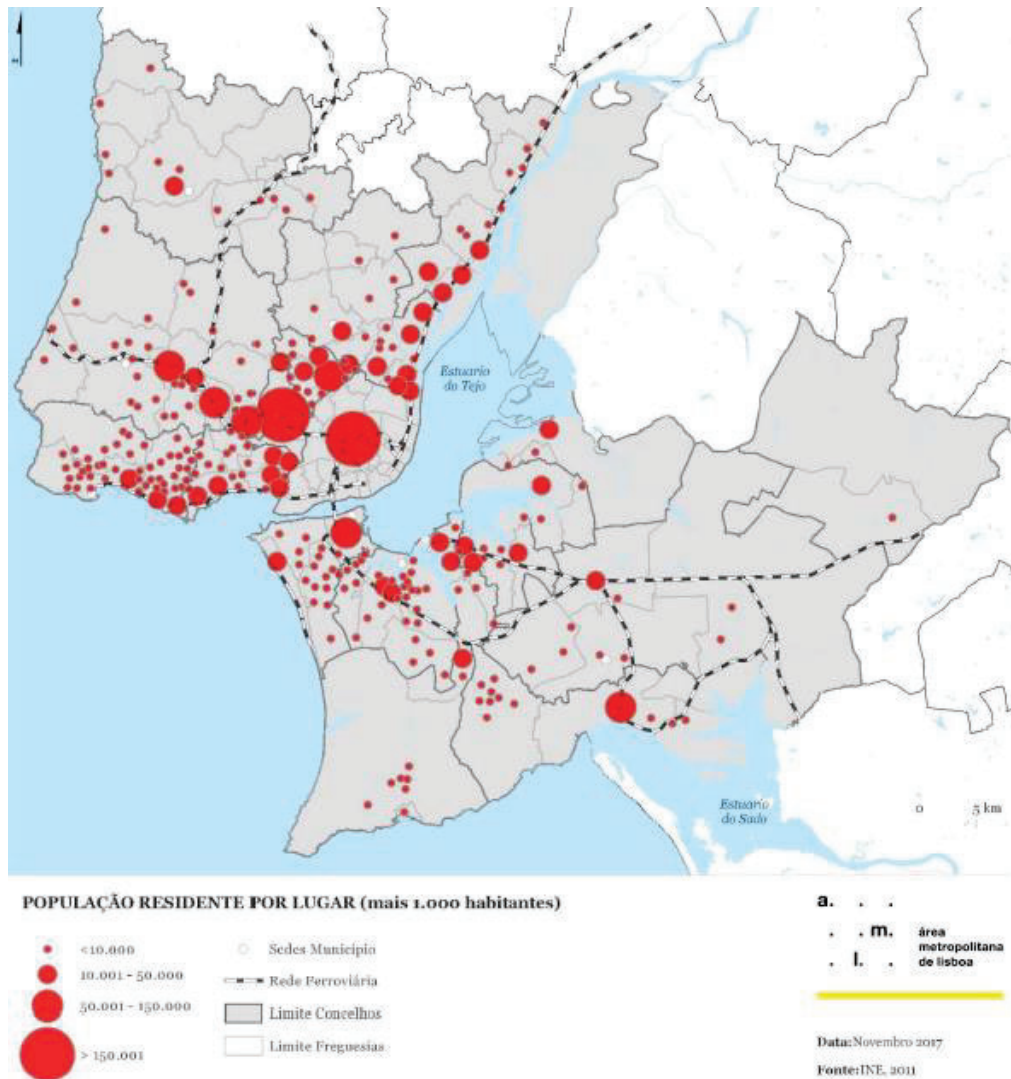 N
Estuario
do Tejo
Estuario
do Sado
0 5 km
POPULAÇÃO RESIDENTE POR LUGAR (mais 1.000 habitantes)
<10.000
10.001 - 50.000
50.001 - 150.000
> 150.001
Sedes Município
Rede Ferroviária
Limite Concelhos
Limite Freguesias
a. . . .
. . m. área
metropolitana
. l. . de lisboa
Data:Novembro 2017
Fonte:INE, 2011